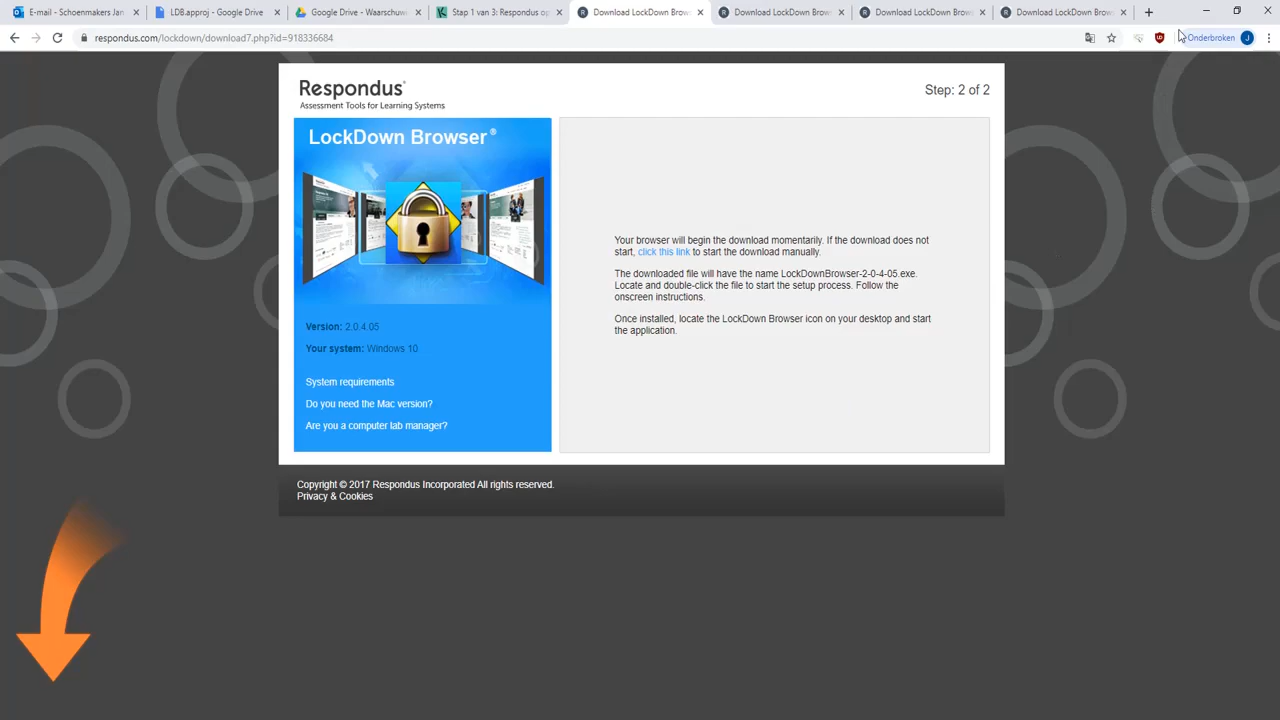 E-mail - Schoenmakers Jan
LDB.approj - Google Drive
Google Drive - Waarschuw
Stap 1 van 3: Respondus o
Download LockDown Brow
Download LockDown Brow
Download LockDown Brow
Download LockDown Brow
respondus.com/lockdown/download7.php?id=918336684
Onderbroken
J
Respondus®
Assessment Tools for Learning Systems
Step: 2 of 2
LockDown Browser®
Your browser will begin the download momentarily. If the download does not
start, click this link to start the download manually.
The downloaded file will have the name LockDownBrowser-2-0-4-05.exe.
Locate and double-click the file to start the setup process. Follow the
onscreen instructions.
Once installed, locate the LockDown Browser icon on your desktop and start
the application.
Version: 2.0.4.05
Your system: Windows 10
System requirements
Do you need the Mac version?
Are you a computer lab manager?
Copyright © 2017 Respondus Incorporated All rights reserved.
Privacy & Cookies